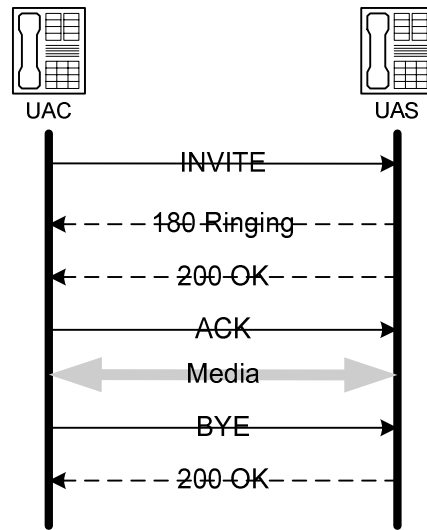 UAC
UAS
INVITE
180 Ringing
200 OK
ACK
Media
BYE
200 OK